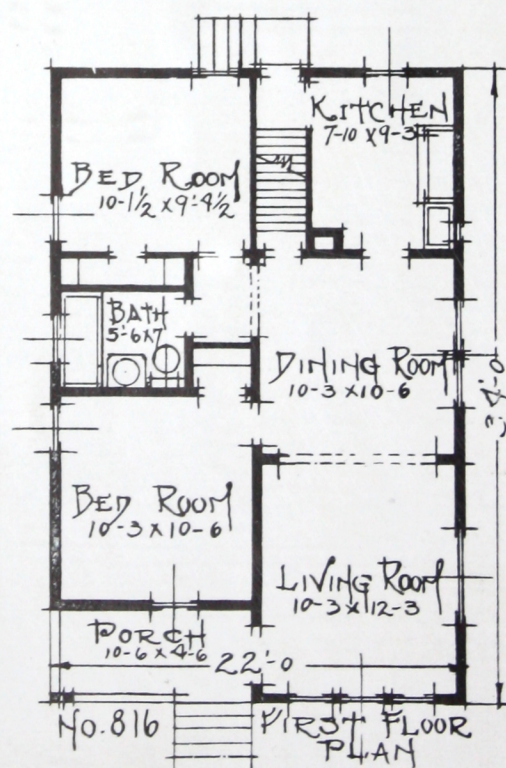 KITCHEN
7-10 x 9-3
BED ROOM
10-1½ x 9'-4½
BATH
5'-6 x 7
DINING ROOM
10-3 x 10-6
34'-0
BED ROOM
10-3 x 10-6
LIVING ROOM
10-3 x 12-3
PORCH
10-6 x 4-6
22'-0
No. 816
FIRST FLOOR
PLAN